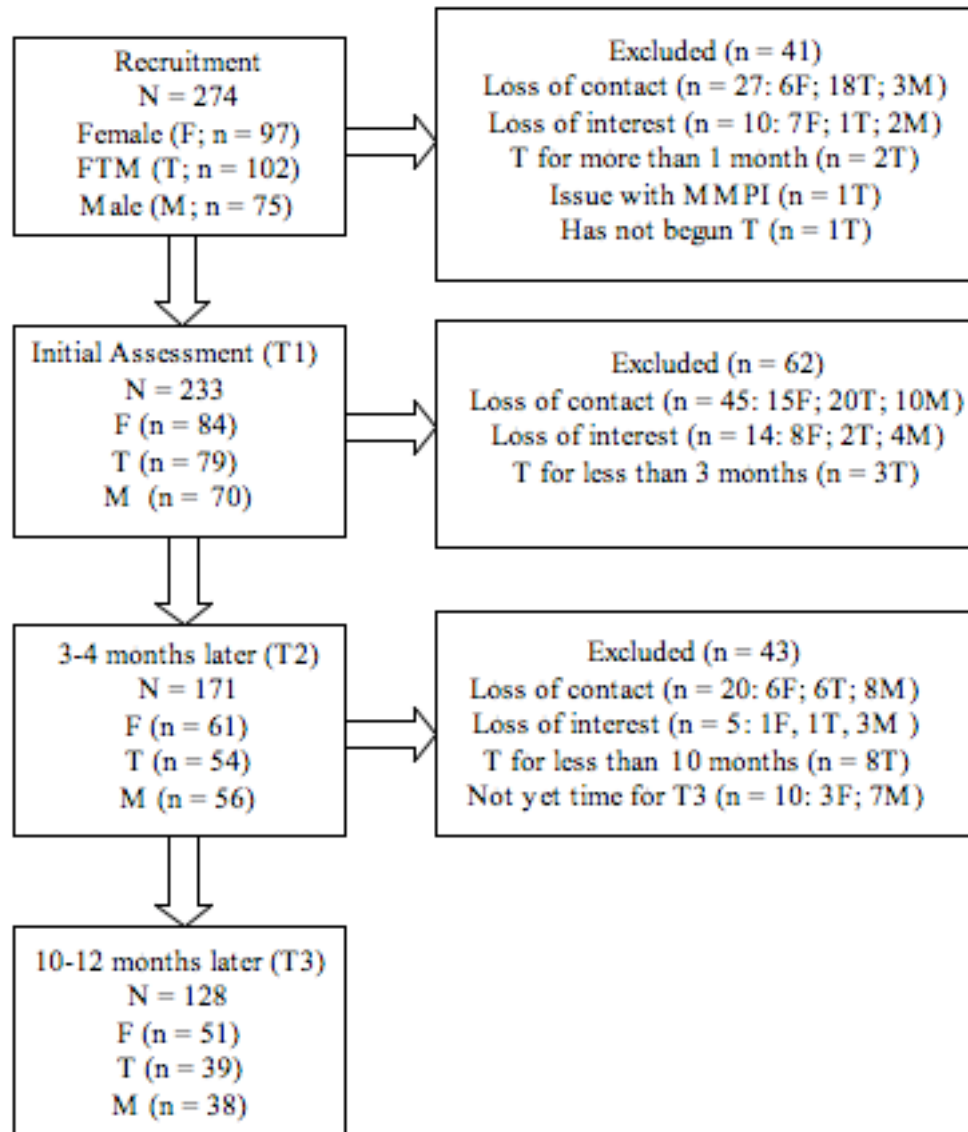 Recruitment
N = 274
Female (F; n = 97)
FTM (T; n = 102)
Male (M; n = 75)
Excluded (n = 41)
Loss of contact (n = 27: 6F; 18T; 3M)
Loss of interest (n = 10: 7F; 1T; 2M)
T for more than 1 month (n = 2T)
Issue with MMPI (n = 1T)
Has not begun T (n = 1T)
Initial Assessment (T1)
N = 233
F (n = 84)
T (n = 79)
M (n = 70)
Excluded (n = 62)
Loss of contact (n = 45: 15F; 20T; 10M)
Loss of interest (n = 14: 8F; 2T; 4M)
T for less than 3 months (n = 3T)
3-4 months later (T2)
N = 171
F (n = 61)
T (n = 54)
M (n = 56)
Excluded (n = 43)
Loss of contact (n = 20: 6F; 6T; 8M)
Loss of interest (n = 5: 1F, 1T, 3M )
T for less than 10 months (n = 8T)
Not yet time for T3 (n = 10: 3F; 7M)
10-12 months later (T3)
N = 128
F (n = 51)
T (n = 39)
M (n = 38)